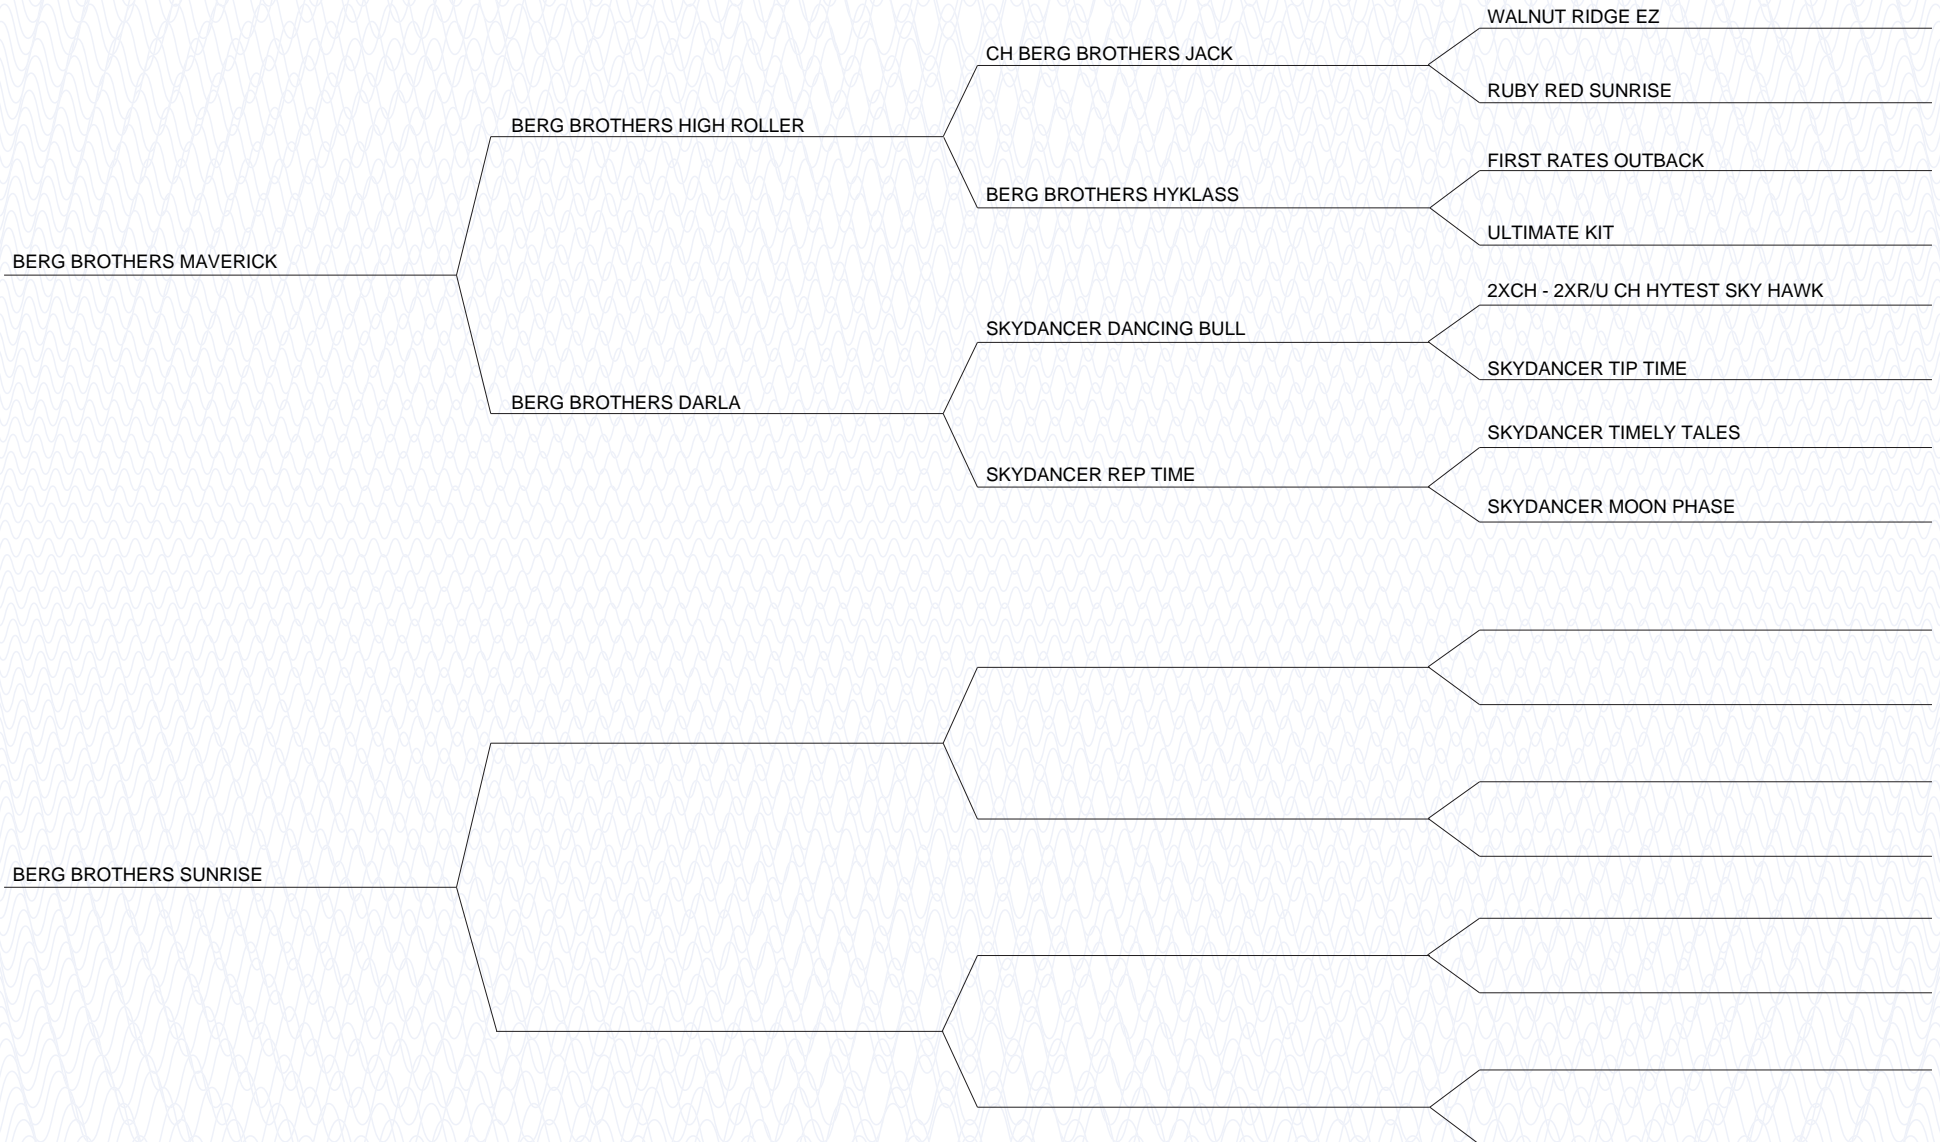 WALNUT RIDGE EZ
CH BERG BROTHERS JACK
RUBY RED SUNRISE
BERG BROTHERS HIGH ROLLER
FIRST RATES OUTBACK
BERG BROTHERS HYKLASS
ULTIMATE KIT
BERG BROTHERS MAVERICK
2XCH - 2XR/U CH HYTEST SKY HAWK
SKYDANCER DANCING BULL
SKYDANCER TIP TIME
BERG BROTHERS DARLA
SKYDANCER TIMELY TALES
SKYDANCER REP TIME
SKYDANCER MOON PHASE
BERG BROTHERS SUNRISE